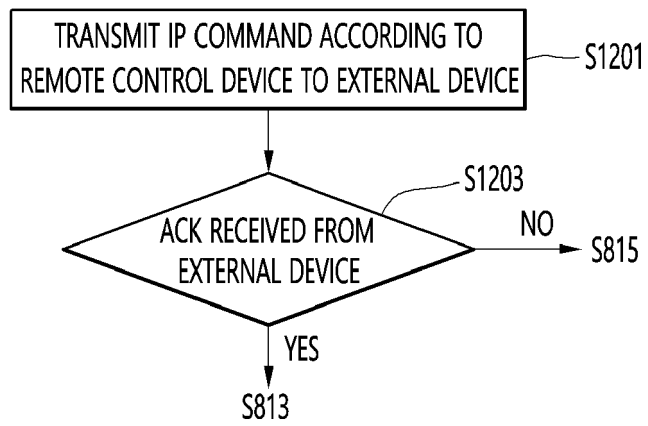 TRANSMIT IP COMMAND ACCORDING TO
REMOTE CONTROL DEVICE TO EXTERNAL DEVICE
S1201
S1203
ACK RECEIVED FROM
EXTERNAL DEVICE
NO
S815
YES
S813